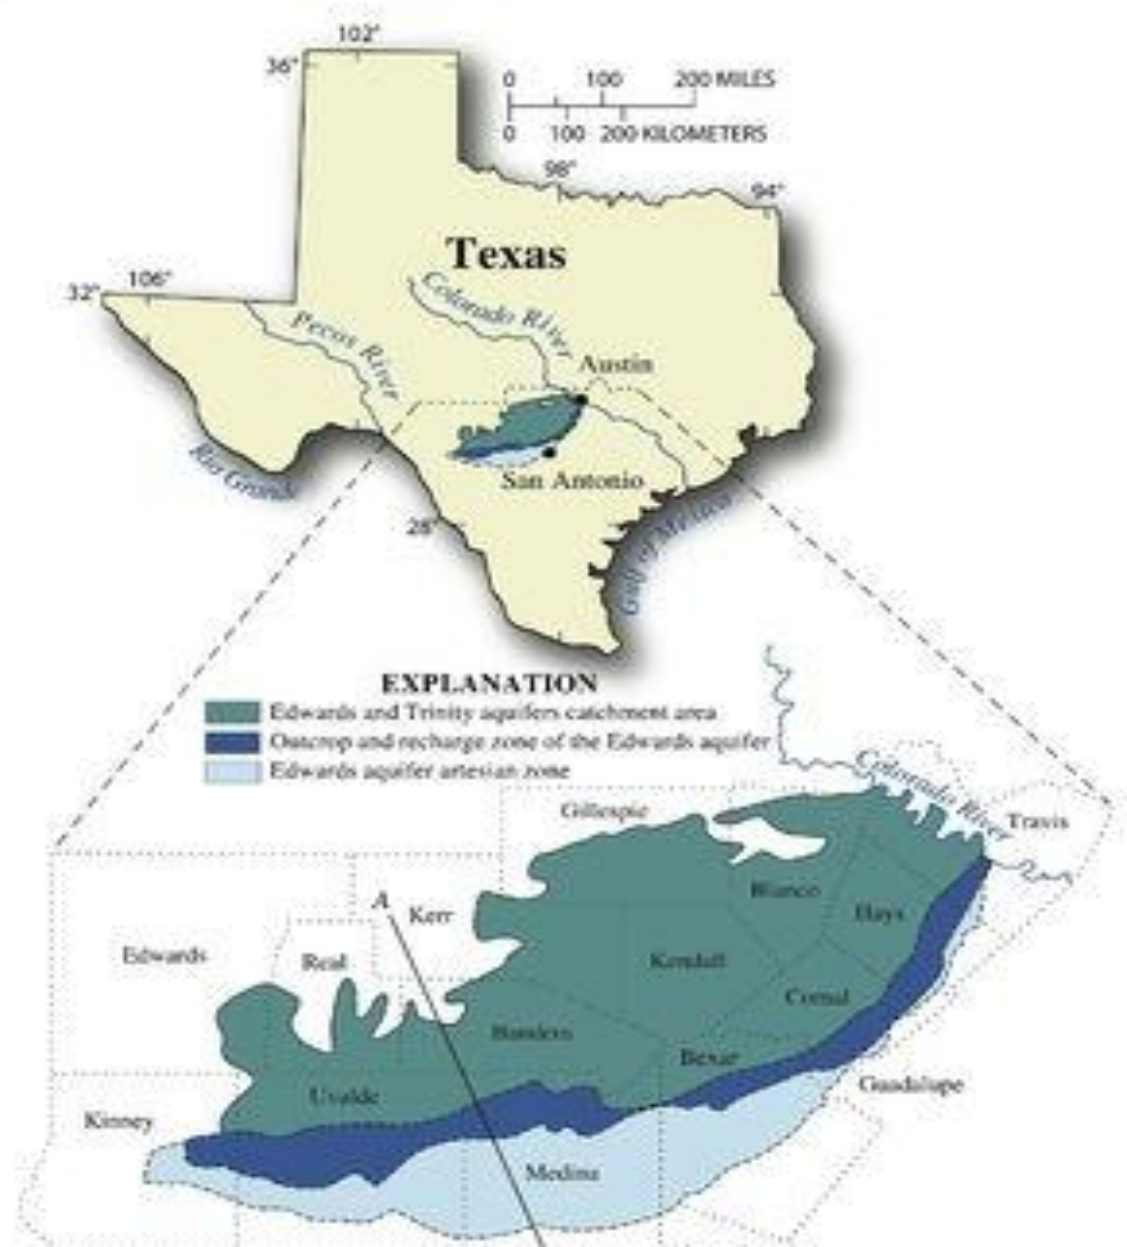 102°
36°
0 100 200 MILES
0 100 200 KILOMETERS
98°
94°
Texas
32° 106°
Colorado River
Pecos River
Austin
Rio Grande
San Antonio
28°
Gulf of Mexico
EXPLANATION
Edwards and Trinity aquifers catchment area
Outcrop and recharge zone of the Edwards aquifer
Edwards aquifer artesian zone
Colorado River
Gillespie
Travis
Blanco
A
Kerr
Hays
Edwards
Real
Kendall
Comal
Bandera
Bexar
Guadalupe
Uvalde
Kinney
Medina